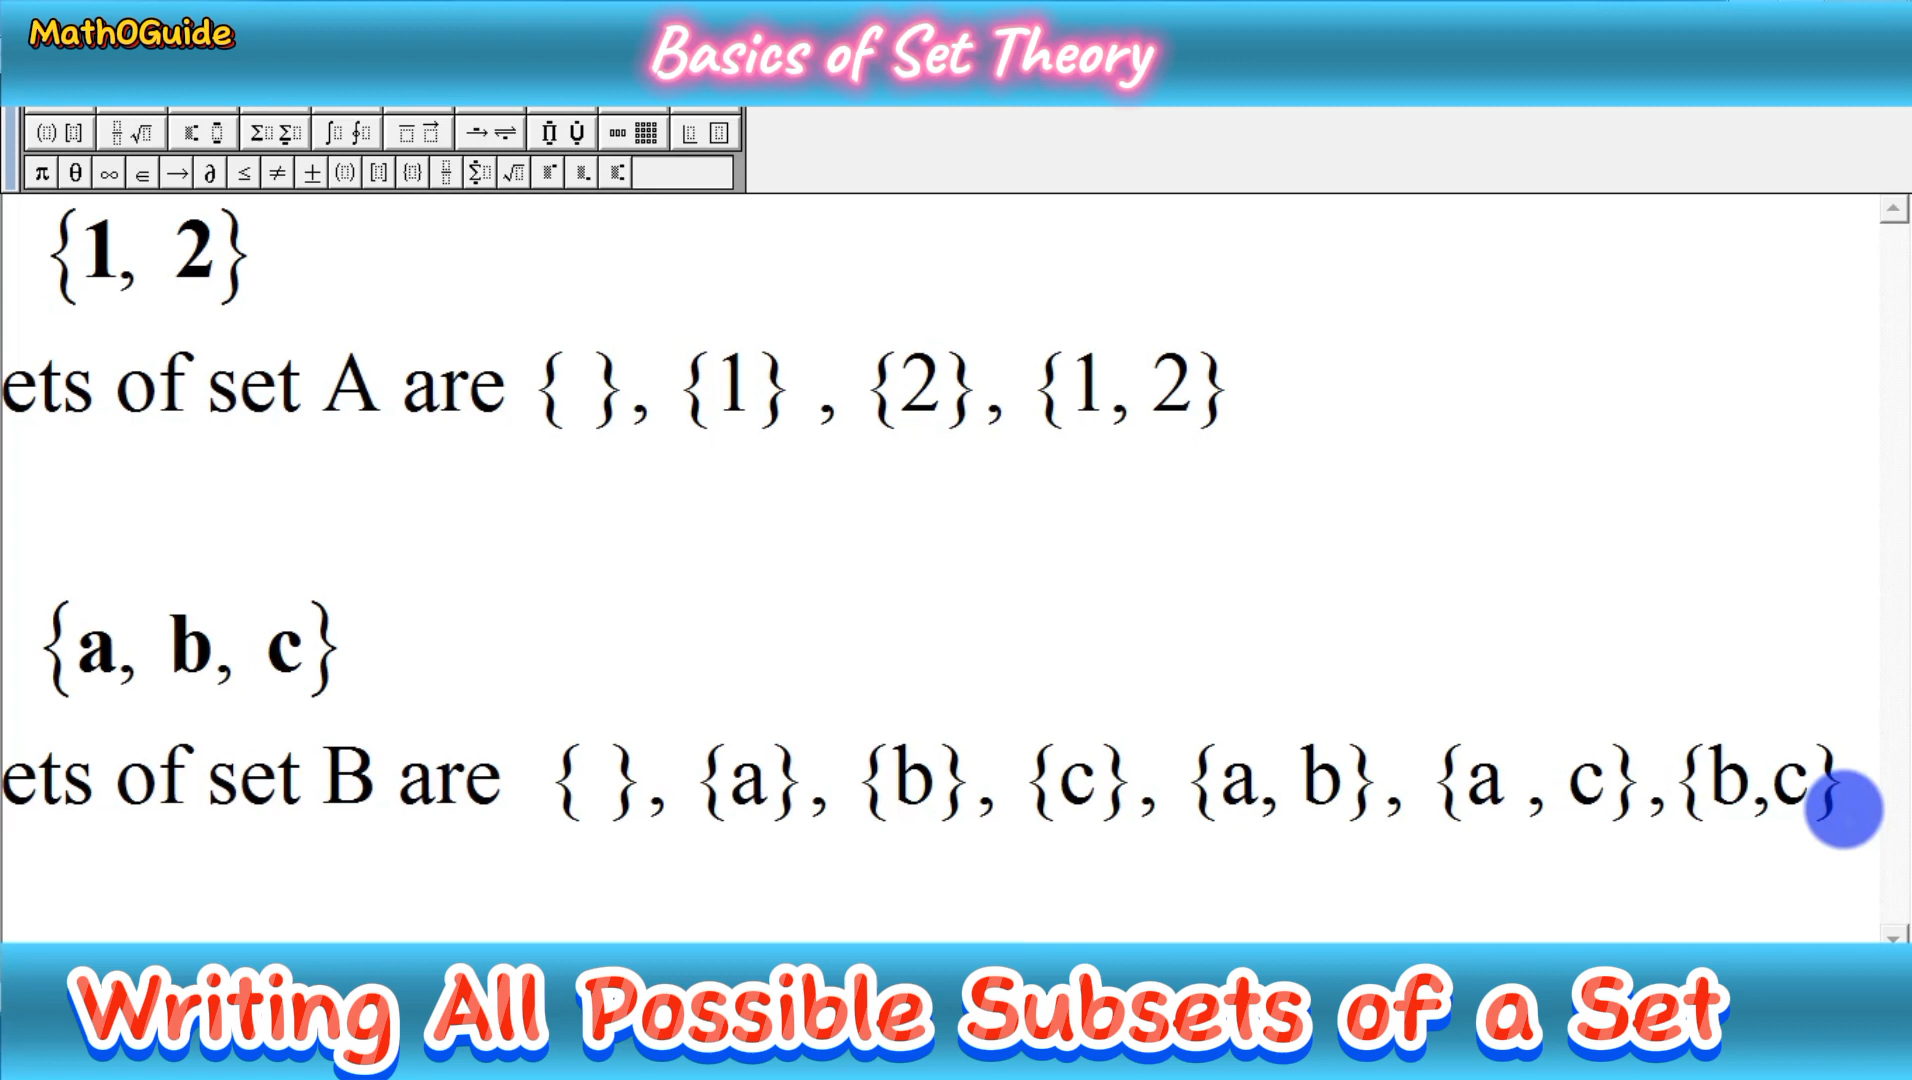 MathOGuide
Basics of Set Theory
π θ ∞ ∈ → ∂ ≤ ≠ ±
{1, 2}
ets of set A are { }, {1} , {2}, {1, 2}
{a, b, c}
ets of set B are { }, {a}, {b}, {c}, {a, b}, {a , c},{b,c}
Writing All Possible Subsets of a Set